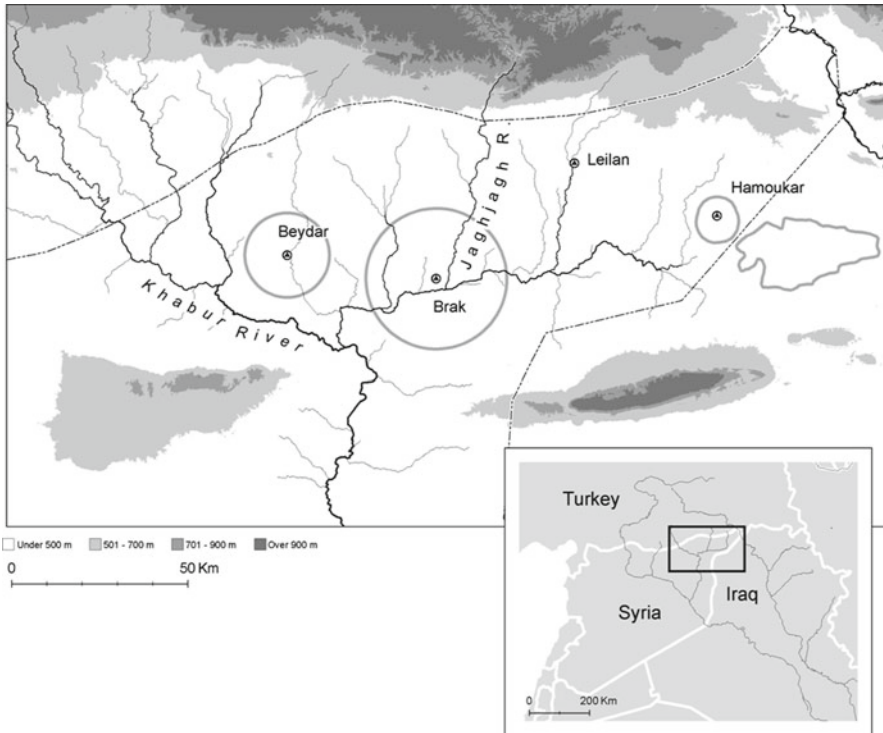 Leilan
Hamoukar
Jaghjagh R.
Beydar
Brak
Khabur River
Under 500 m 501 - 700 m 701 - 900 m Over 900 m
0 50 Km
Turkey
Syria
Iraq
0 200 Km